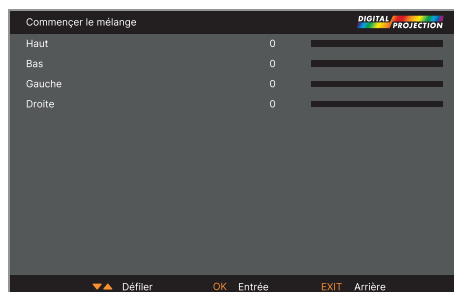 Commençer le mélange
DIGITAL PROJECTION
Haut 0
Bas 0
Gauche 0
Droite 0
▼▲ Défiler OK Entrée EXIT Arrière